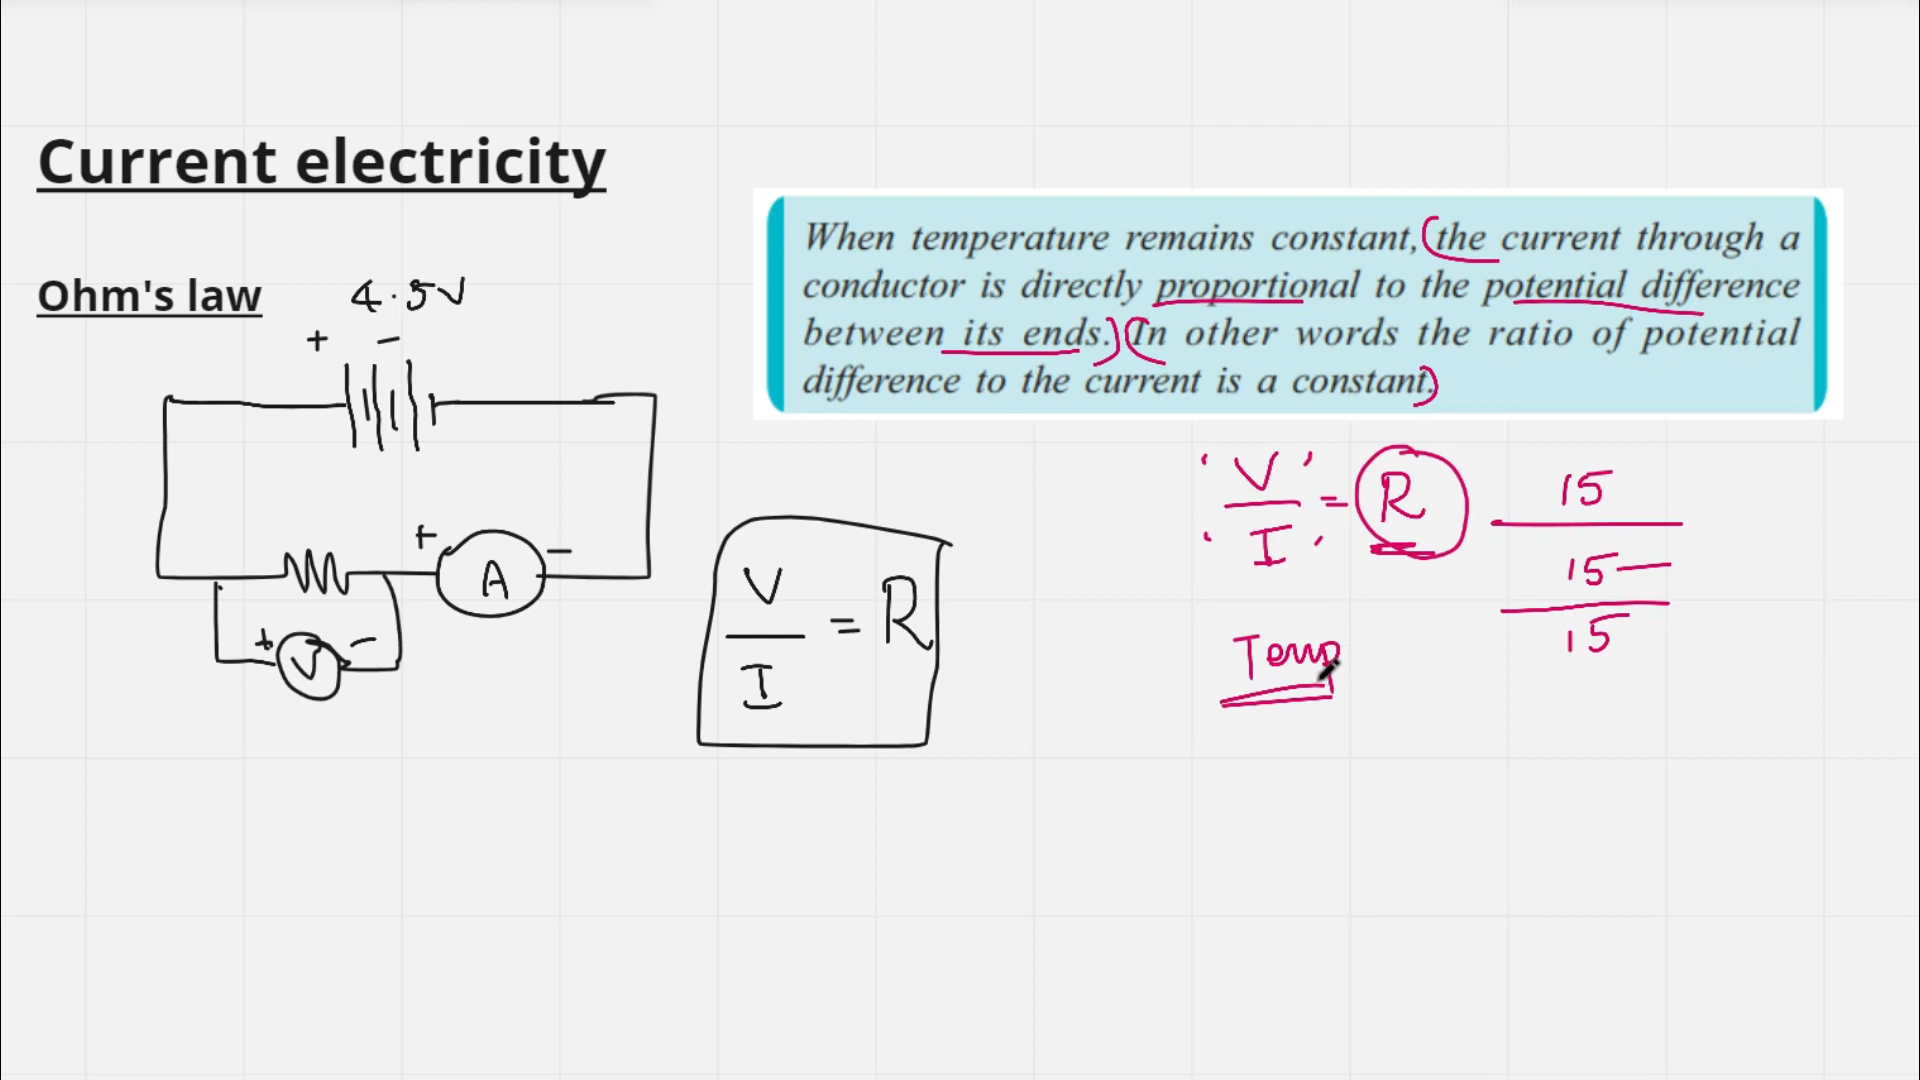 Current electricity
Ohm's law
4.5V
+ -
+ -
A
+ -
V
V
I
= R
When temperature remains constant, (the current through a
conductor is directly proportional to the potential difference
between its ends.) (In other words the ratio of potential
difference to the current is a constant.)
'V'
I
= R
15
15
15
Temp